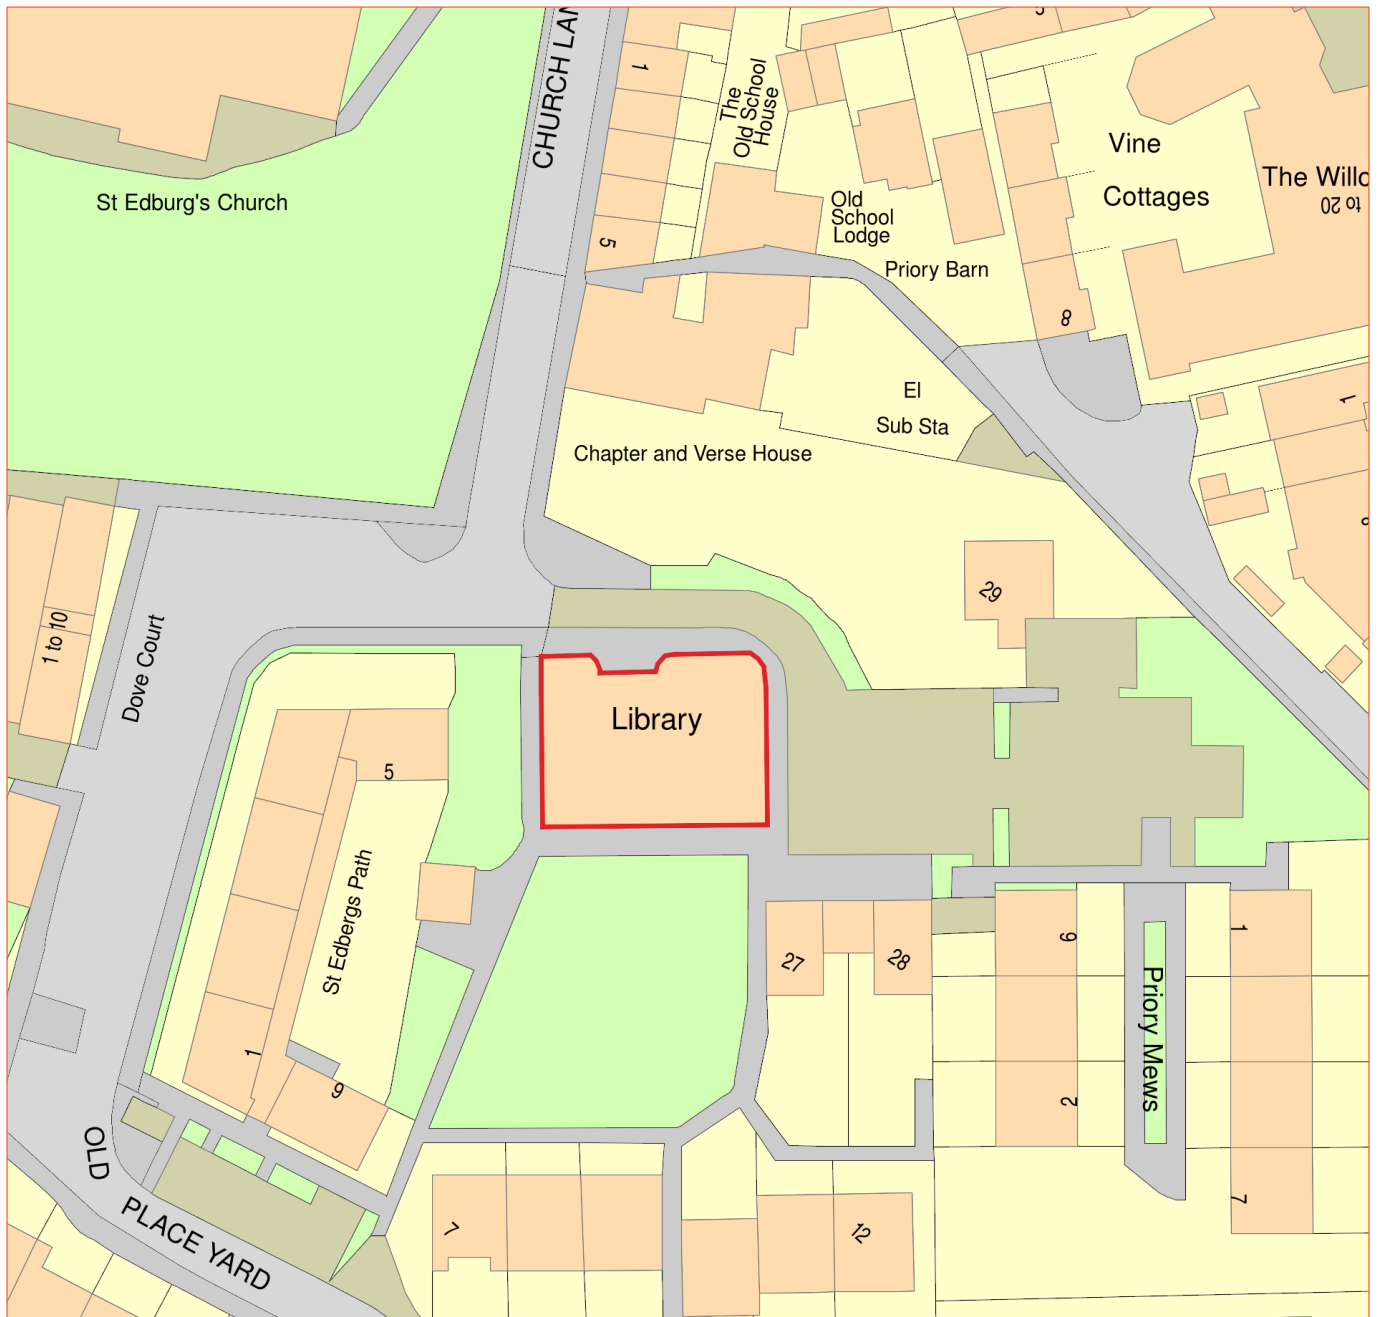 CHURCH LAN
1
The
Old School
House
Vine
Cottages
The Willo
to 20
St Edburg's Church
Old
School
Lodge
5
Priory Barn
8
El
Sub Sta
1
Chapter and Verse House
29
1 to 10
Dove Court
Library
5
St Edbergs Path
27
28
9
1
Priory Mews
1
9
2
OLD
PLACE YARD
7
7
12